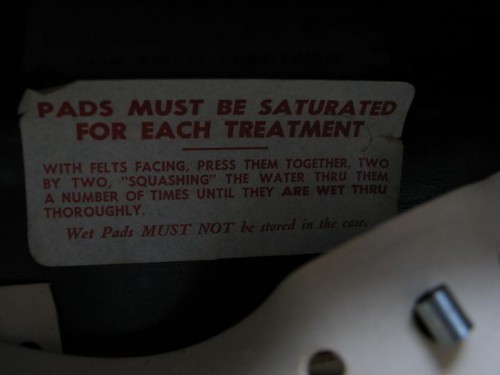 PADS MUST BE SATURATED
FOR EACH TREATMENT
WITH FELTS FACING, PRESS THEM TOGETHER, TWO
BY TWO, "SQUASHING" THE WATER THRU THEM
A NUMBER OF TIMES UNTIL THEY ARE WET THRU
THOROUGHLY.
Wet Pads MUST NOT be stored in the case.